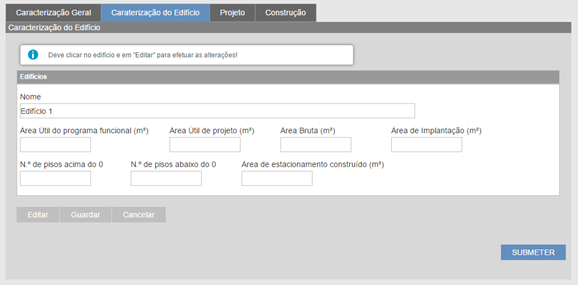 Caracterização Geral Caraterização do Edifício Projeto Construção
Caracterização do Edifício
Deve clicar no edifício e em "Editar" para efetuar as alterações!
Edifícios
Nome
Edifício 1
Área Útil do programa funcional (m²) Área Útil de projeto (m²) Área Bruta (m²) Área de Implantação (m²)
N.º de pisos acima do 0 N.º de pisos abaixo do 0 Área de estacionamento construído (m²)
Editar Guardar Cancelar
SUBMETER